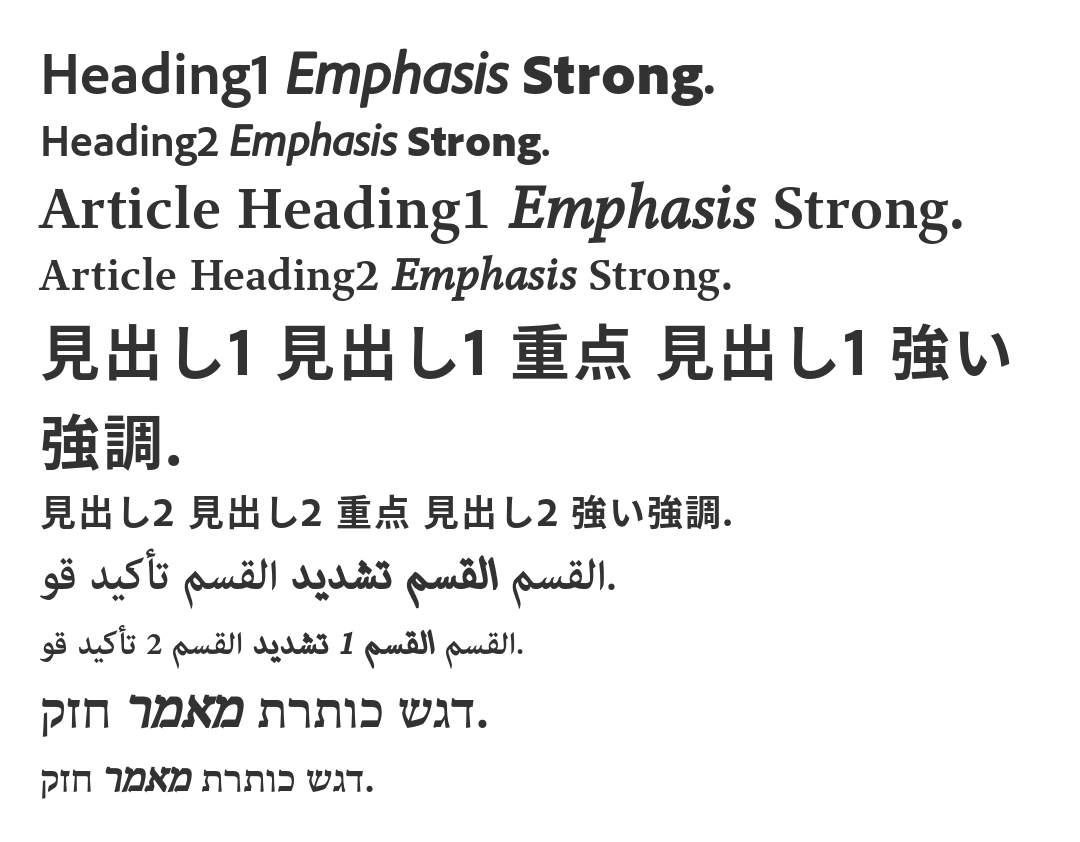 Heading1 Emphasis Strong.
Heading2 Emphasis Strong.
Article Heading1 Emphasis Strong.
Article Heading2 Emphasis Strong.
見出し1 見出し1 重点 見出し1 強い
強調.
見出し2 見出し2 重点 見出し2 強い強調.
القسم القسم تشديد القسم تأكيد قو.
القسم القسم 1 تشديد القسم 2 تأكيد قو.
דגש כותרת מאמר חזק.
דגש כותרת מאמר חזק.